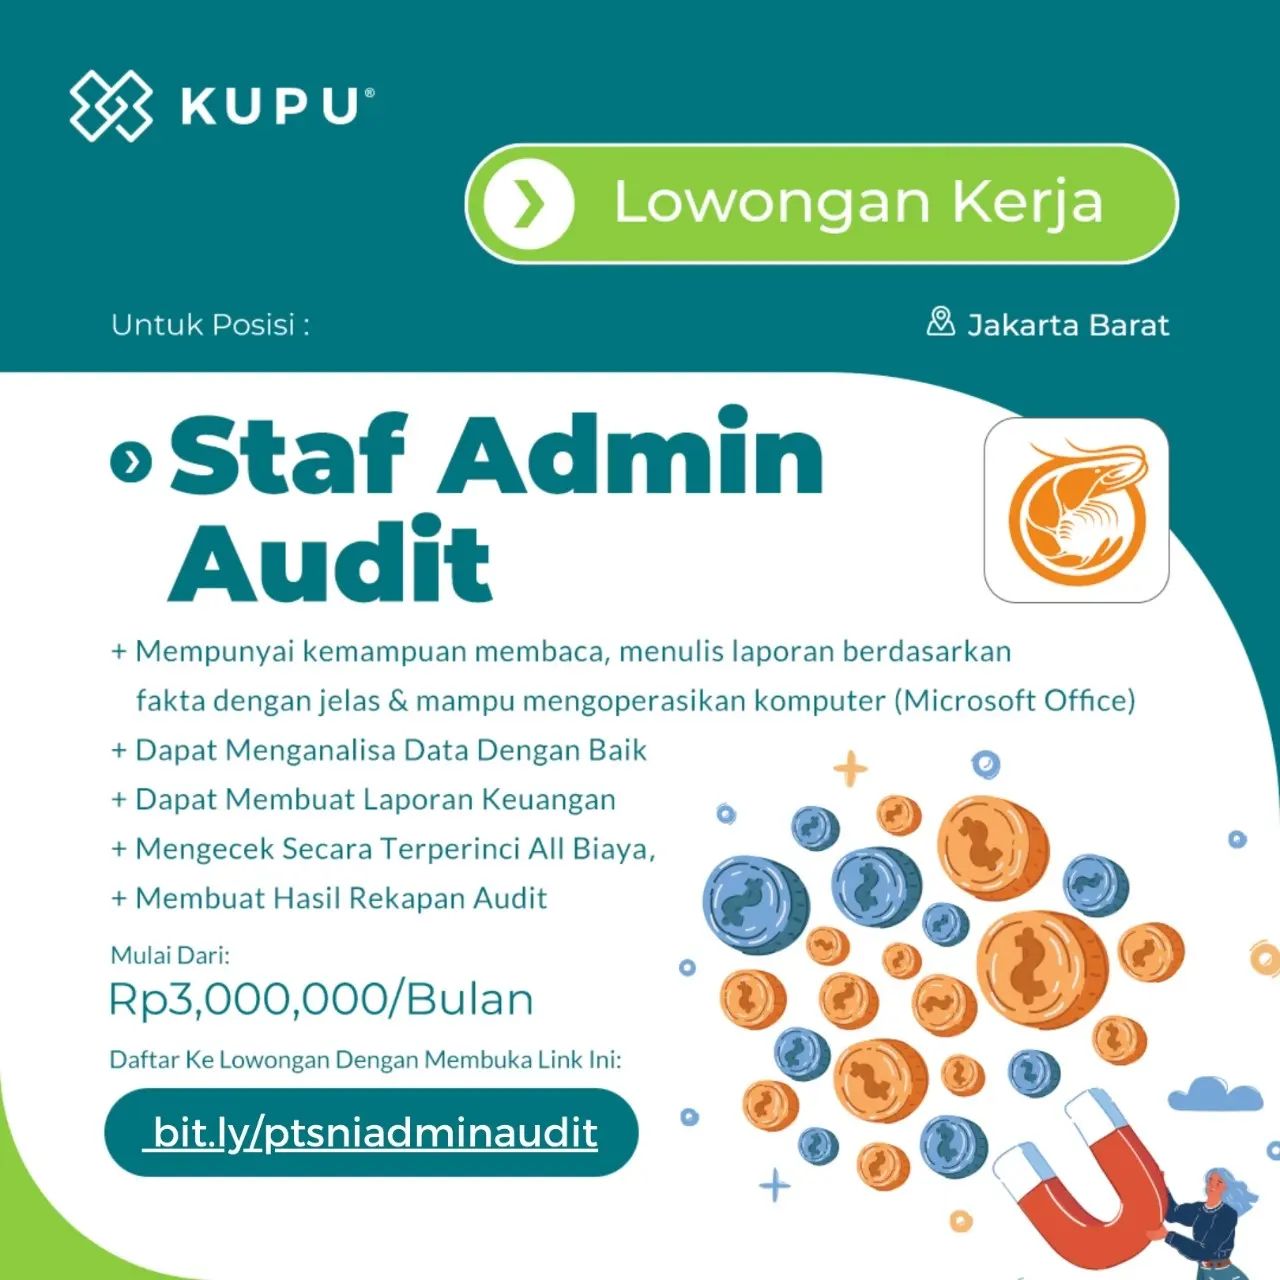 KUPU®
Lowongan Kerja
Untuk Posisi :
Jakarta Barat
Staf Admin
Audit
+ Mempunyai kemampuan membaca, menulis laporan berdasarkan
fakta dengan jelas & mampu mengoperasikan komputer (Microsoft Office)
+ Dapat Menganalisa Data Dengan Baik
+ Dapat Membuat Laporan Keuangan
+ Mengecek Secara Terperinci All Biaya,
+ Membuat Hasil Rekapan Audit
Mulai Dari:
Rp3,000,000/Bulan
Daftar Ke Lowongan Dengan Membuka Link Ini:
bit.ly/ptsniadminaudit